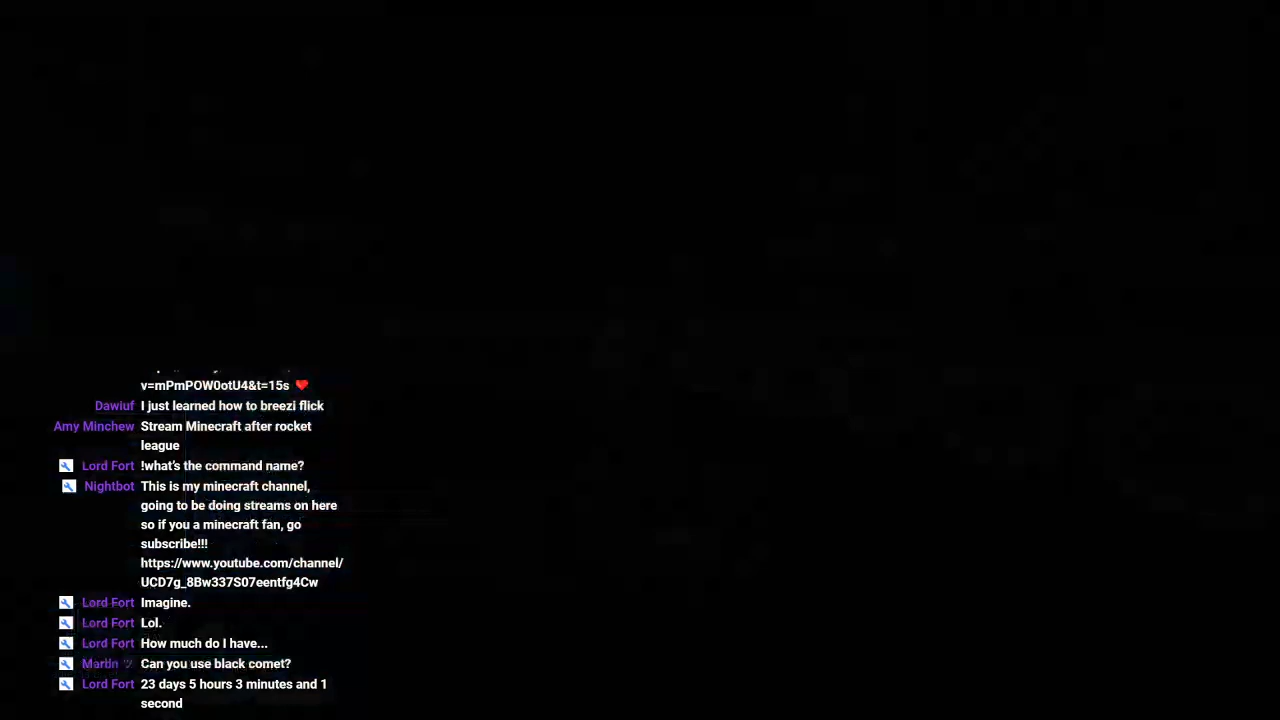 v=mPmPOW0otU4&t=15s ❤
Dawiuf I just learned how to breezi flick
Amy Minchew Stream Minecraft after rocket
league
Lord Fort !what's the command name?
Nightbot This is my minecraft channel,
going to be doing streams on here
so if you a minecraft fan, go
subscribe!!!
https://www.youtube.com/channel/
UCD7g_8Bw337S07eentfg4Cw
Lord Fort Imagine.
Lord Fort Lol.
Lord Fort How much do I have...
Martin ツ Can you use black comet?
Lord Fort 23 days 5 hours 3 minutes and 1
second